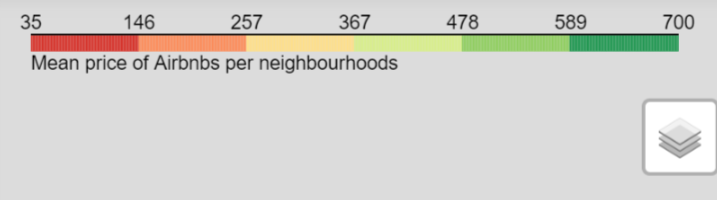 35 146 257 367 478 589 700
Mean price of Airbnbs per neighbourhoods